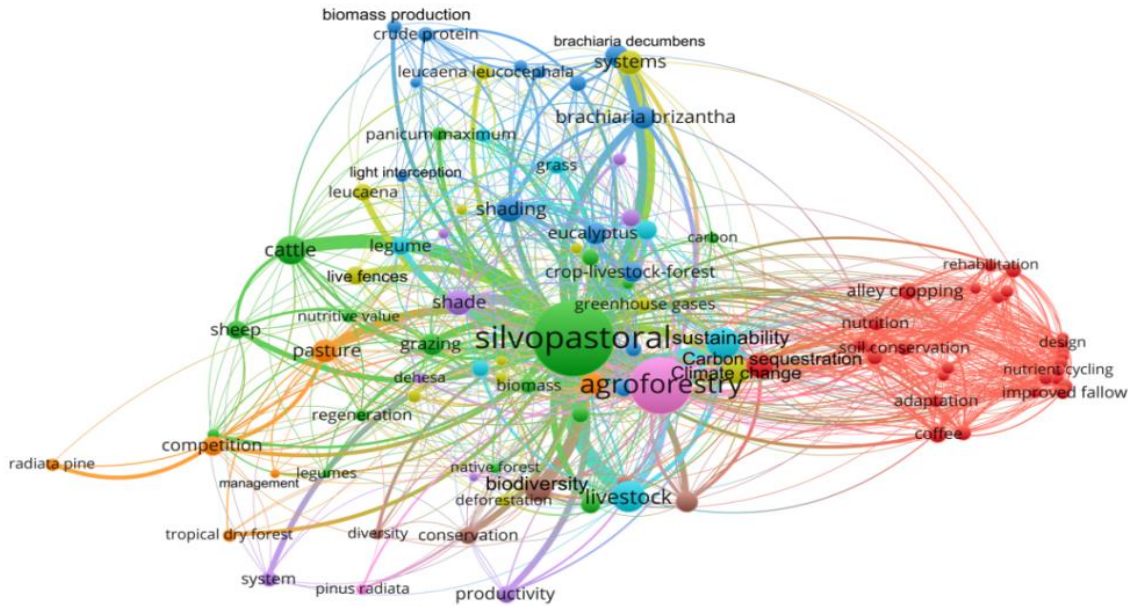 biomass production
crude protein
brachiaria decumbens
systems
leucaena leucocephala
brachiaria brizantha
panicum maximum
grass
light interception
leucaena
shading
eucalyptus
carbon
cattle
legume
crop-livestock-forest
rehabilitation
live fences
alley cropping
shade
greenhouse gases
nutritive value
nutrition
sheep
silvopastoral
sustainability
design
pasture
grazing
soil conservation
Carbon sequestration
nutrient cycling
Climate change
dehesa
biomass
agroforestry
improved fallow
adaptation
regeneration
coffee
competition
radiata pine
native forest
legumes
management
biodiversity
deforestation
livestock
tropical dry forest
diversity
conservation
system
pinus radiata
productivity